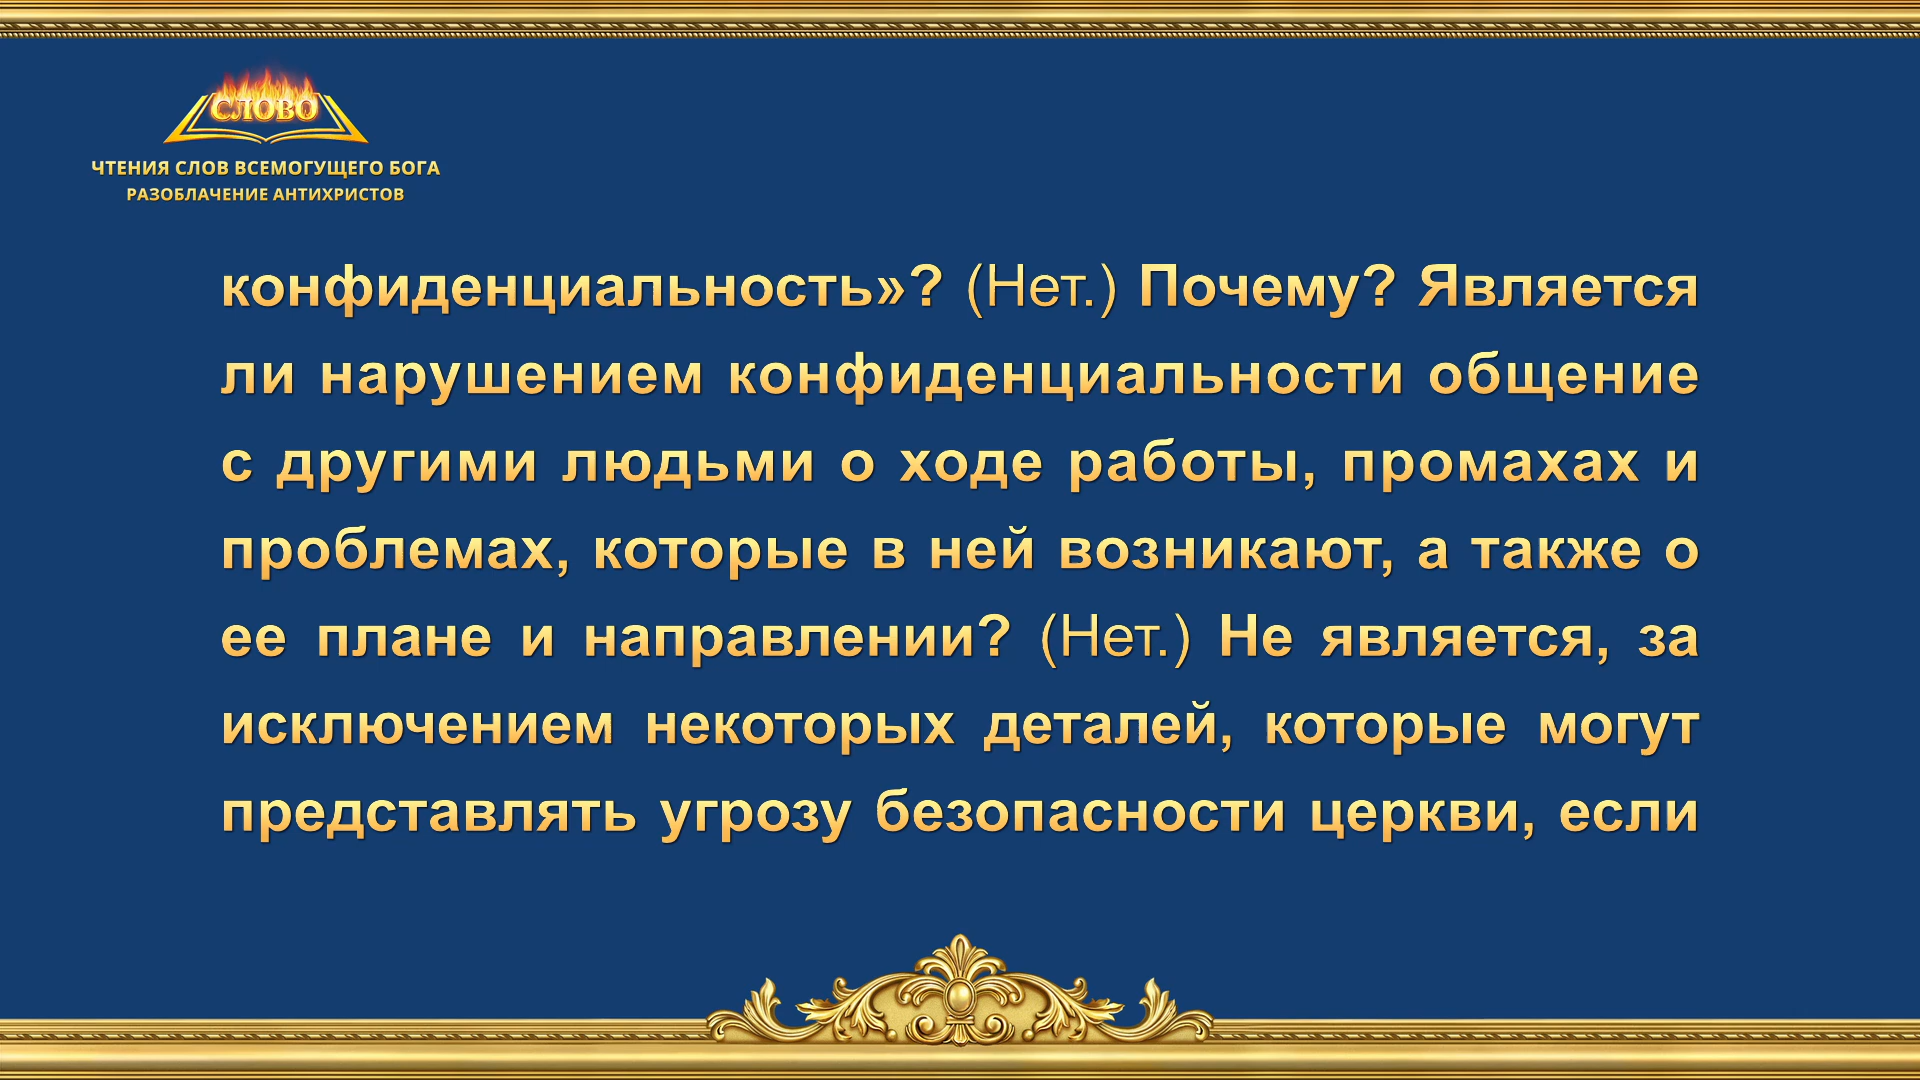 СЛОВО
ЧТЕНИЯ СЛОВ ВСЕМОГУЩЕГО БОГА
РАЗОБЛАЧЕНИЕ АНТИХРИСТОВ
конфиденциальность»? (Нет.) Почему? Является
ли нарушением конфиденциальности общение
с другими людьми о ходе работы, промахах и
проблемах, которые в ней возникают, а также о
ее плане и направлении? (Нет.) Не является, за
исключением некоторых деталей, которые могут
представлять угрозу безопасности церкви, если